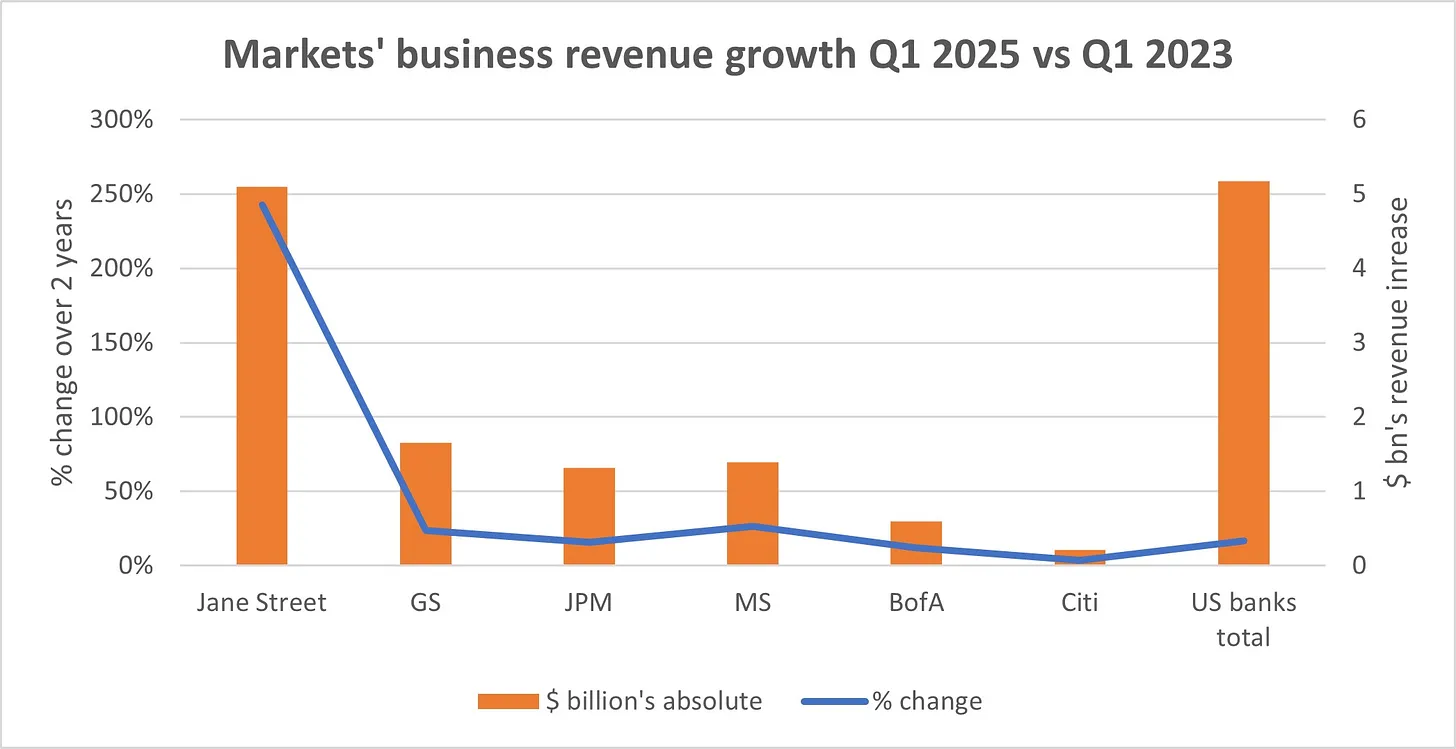 Markets' business revenue growth Q1 2025 vs Q1 2023
% change over 2 years
300%
250%
200%
150%
100%
50%
0%
6
5
4
3
2
1
0
$ bn's revenue inrease
Jane Street
GS
JPM
MS
BofA
Citi
US banks
total
$ billion's absolute
% change